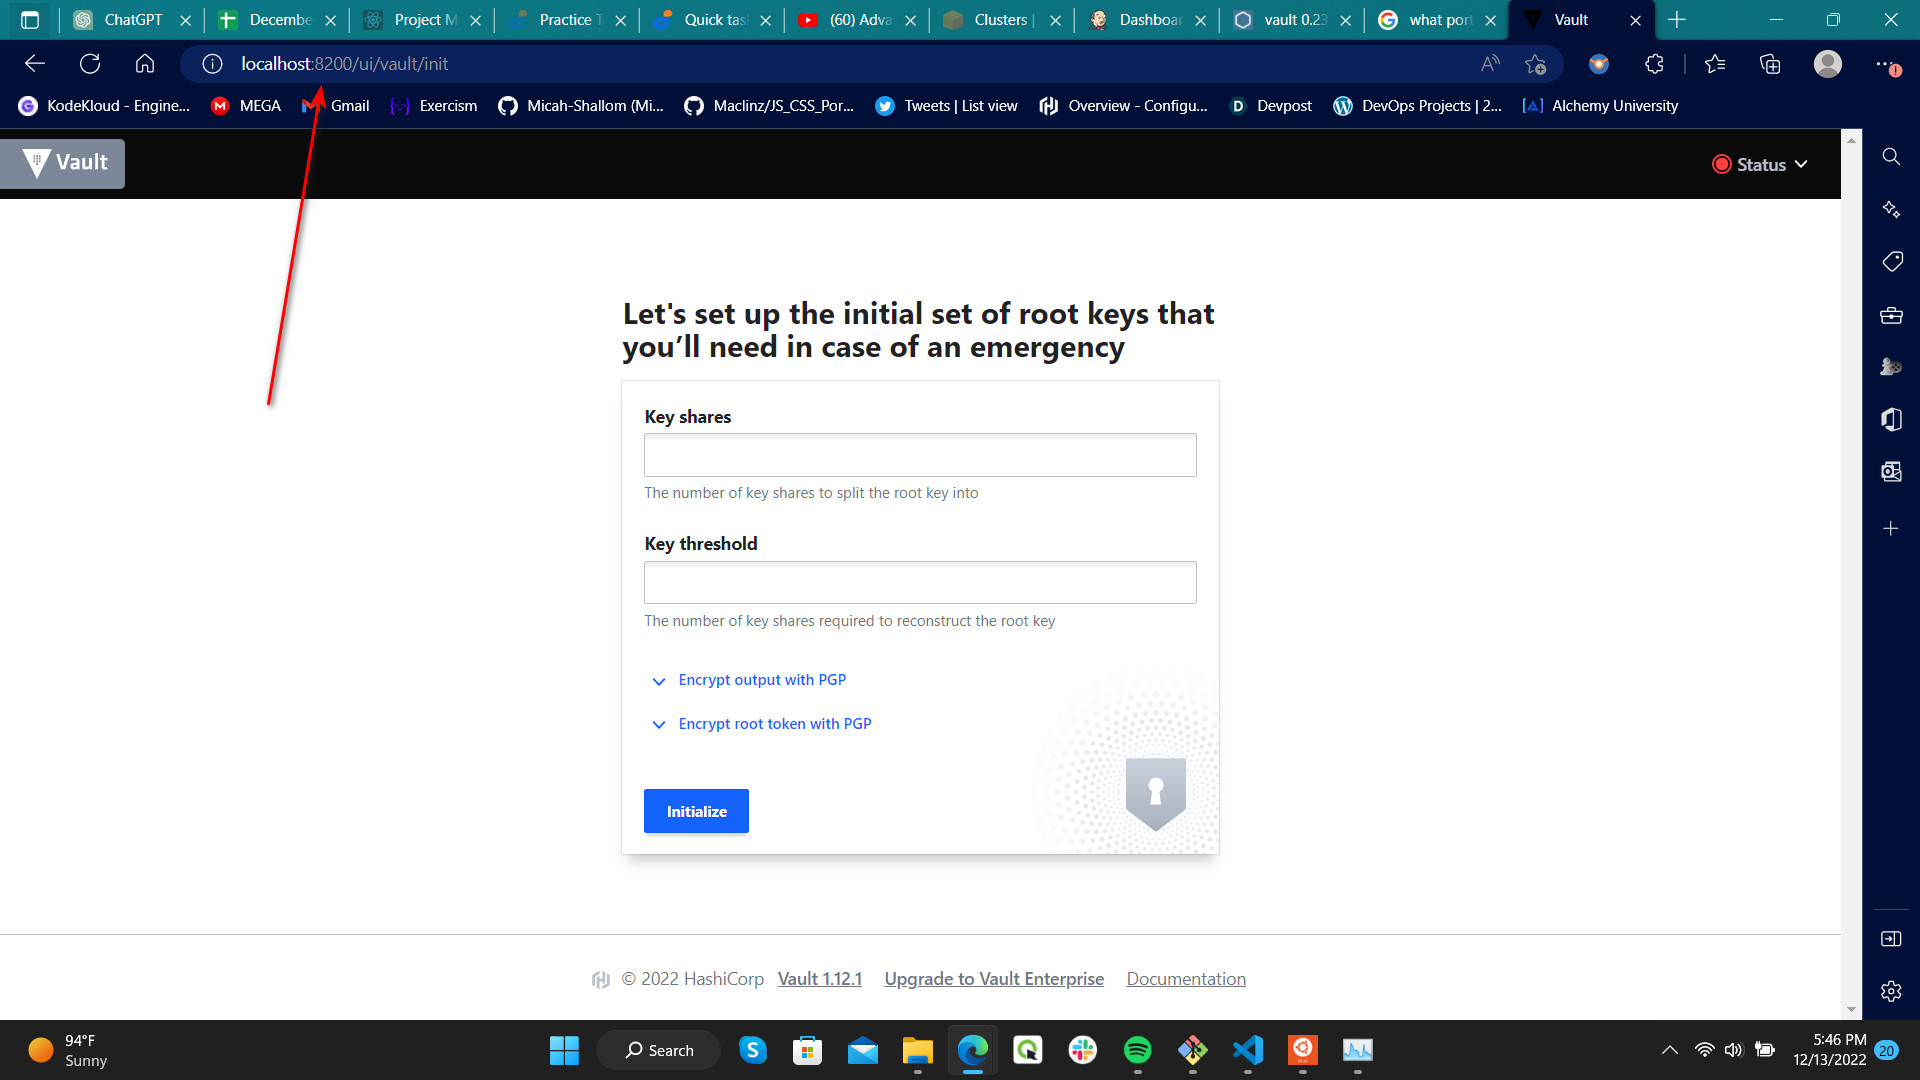 ChatGPT
Decembe
Project M
Practice T
Quick tas
(60) Adva
Clusters |
Dashboar
vault 0.23
what port
Vault
localhost:8200/ui/vault/init
KodeKloud - Engine...
MEGA
Gmail
Exercism
Micah-Shallom (Mi...
Maclinz/JS_CSS_Por...
Tweets | List view
Overview - Configu...
Devpost
DevOps Projects | 2...
Alchemy University
Vault
Status
Let's set up the initial set of root keys that
you’ll need in case of an emergency
Key shares
The number of key shares to split the root key into
Key threshold
The number of key shares required to reconstruct the root key
Encrypt output with PGP
Encrypt root token with PGP
Initialize
© 2022 HashiCorp Vault 1.12.1 Upgrade to Vault Enterprise Documentation
94°F
Sunny
Search
5:46 PM
12/13/2022
20